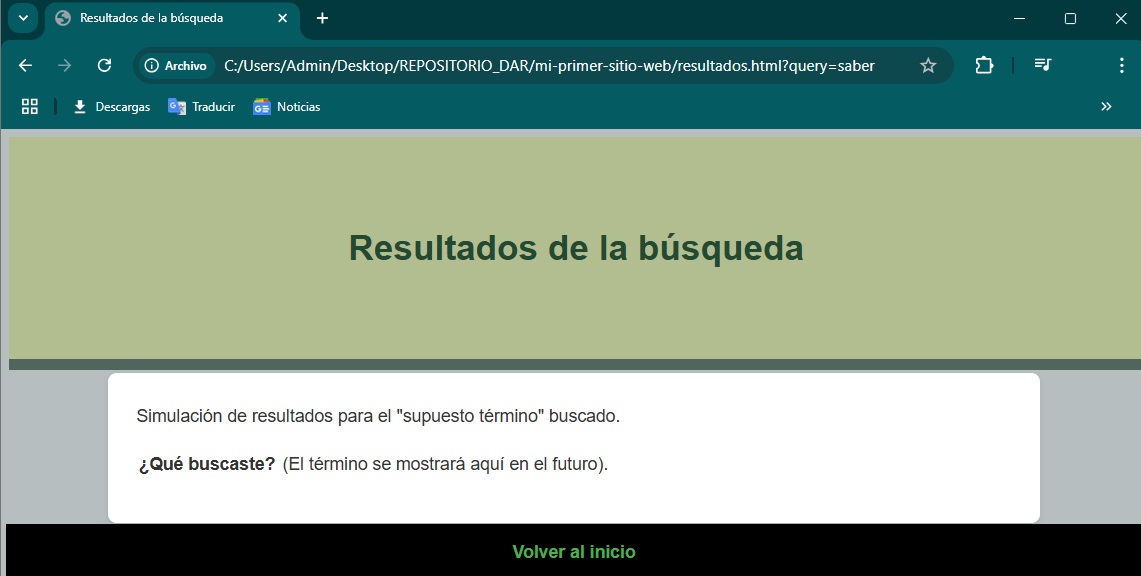 Resultados de la búsqueda
Archivo C:/Users/Admin/Desktop/REPOSITORIO_DAR/mi-primer-sitio-web/resultados.html?query=saber
Descargas Traducir Noticias
Resultados de la búsqueda
Simulación de resultados para el "supuesto término" buscado.
¿Qué buscaste? (El término se mostrará aquí en el futuro).
Volver al inicio